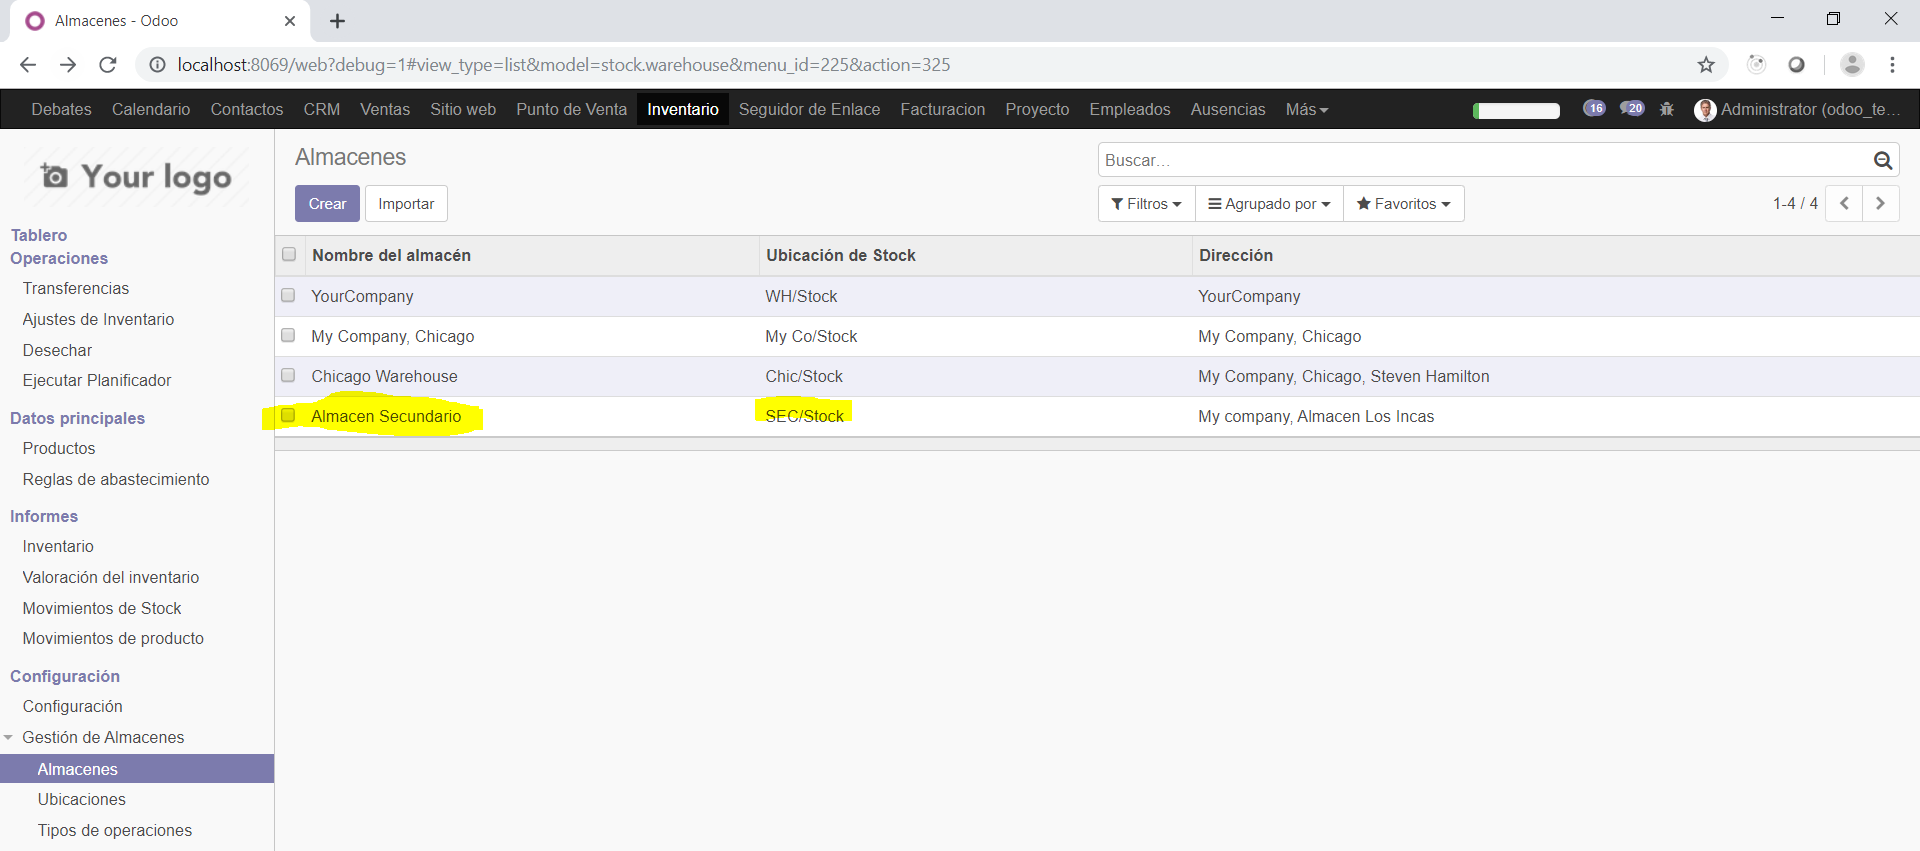 Almacenes - Odoo
localhost:8069/web?debug=1#view_type=list&model=stock.warehouse&menu_id=225&action=325
Debates Calendario Contactos CRM Ventas Sitio web Punto de Venta Inventario Seguidor de Enlace Facturacion Proyecto Empleados Ausencias Más 16 20 Administrator (odoo_te...
Your logo
Almacenes
Buscar...
Crear Importar
Filtros Agrupado por Favoritos 1-4 / 4
Tablero
Operaciones
Transferencias
Ajustes de Inventario
Desechar
Ejecutar Planificador
Datos principales
Productos
Reglas de abastecimiento
Informes
Inventario
Valoración del inventario
Movimientos de Stock
Movimientos de producto
Configuración
Configuración
Gestión de Almacenes
Almacenes
Ubicaciones
Tipos de operaciones
Nombre del almacén Ubicación de Stock Dirección
YourCompany WH/Stock YourCompany
My Company, Chicago My Co/Stock My Company, Chicago
Chicago Warehouse Chic/Stock My Company, Chicago, Steven Hamilton
Almacen Secundario SEC/Stock My company, Almacen Los Incas